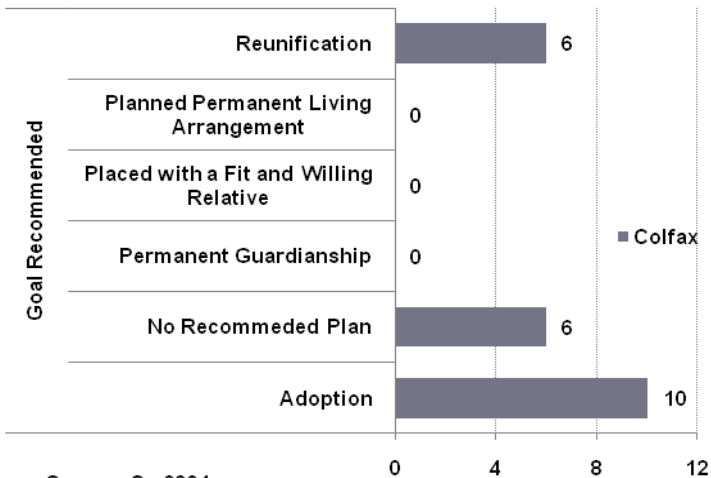 Reunification 6
Planned Permanent Living
Arrangement 0
Placed with a Fit and Willing
Relative 0
Permanent Guardianship 0
No Recommeded Plan 6
Adoption 10
Goal Recommended
Colfax
0 4 8 12